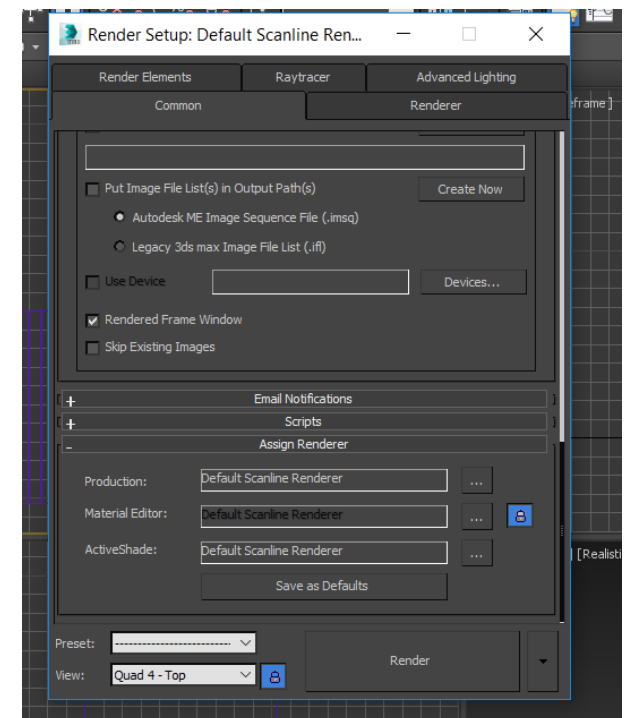 Render Setup: Default Scanline Ren...
Render Elements
Raytracer
Advanced Lighting
Common
Renderer
eframe ]
Put Image File List(s) in Output Path(s)
Create Now
Autodesk ME Image Sequence File (.imsq)
Legacy 3ds max Image File List (.ifl)
Use Device
Devices...
Rendered Frame Window
Skip Existing Images
+ Email Notifications
+ Scripts
- Assign Renderer
Production: Default Scanline Renderer ...
Material Editor: Default Scanline Renderer ...
ActiveShade: Default Scanline Renderer ...
] [Realisti
Save as Defaults
Preset: ----------------------------
Render
View: Quad 4 - Top